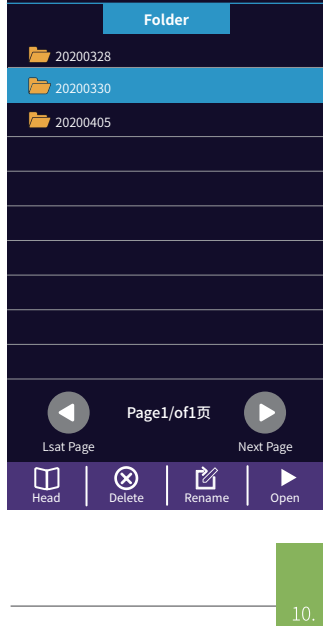 Folder
20200328
20200330
20200405
Page1/of1页
Lsat Page Next Page
Head Delete Rename Open
10.